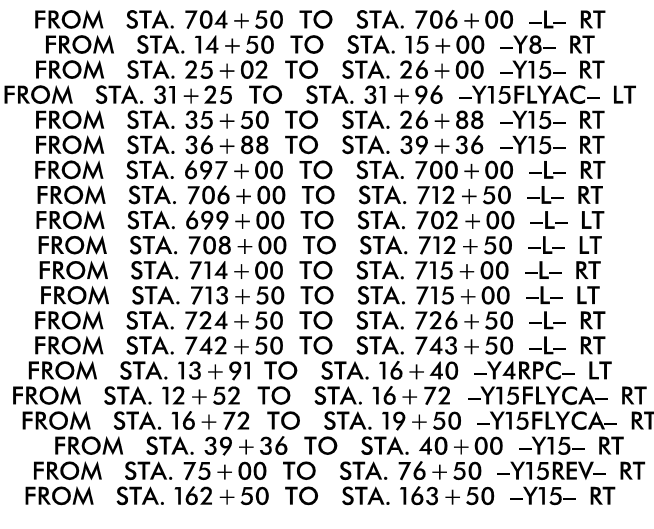 FROM STA. 704+50 TO STA. 706+00 –L– RT
FROM STA. 14+50 TO STA. 15+00 –Y8– RT
FROM STA. 25+02 TO STA. 26+00 –Y15– RT
FROM STA. 31+25 TO STA. 31+96 –Y15FLYAC– LT
FROM STA. 35+50 TO STA. 26+88 –Y15– RT
FROM STA. 36+88 TO STA. 39+36 –Y15– RT
FROM STA. 697+00 TO STA. 700+00 –L– RT
FROM STA. 706+00 TO STA. 712+50 –L– RT
FROM STA. 699+00 TO STA. 702+00 –L– LT
FROM STA. 708+00 TO STA. 712+50 –L– LT
FROM STA. 714+00 TO STA. 715+00 –L– RT
FROM STA. 713+50 TO STA. 715+00 –L– LT
FROM STA. 724+50 TO STA. 726+50 –L– RT
FROM STA. 742+50 TO STA. 743+50 –L– RT
FROM STA. 13+91 TO STA. 16+40 –Y4RPC– LT
FROM STA. 12+52 TO STA. 16+72 –Y15FLYCA– RT
FROM STA. 16+72 TO STA. 19+50 –Y15FLYCA– RT
FROM STA. 39+36 TO STA. 40+00 –Y15– RT
FROM STA. 75+00 TO STA. 76+50 –Y15REV– RT
FROM STA. 162+50 TO STA. 163+50 –Y15– RT